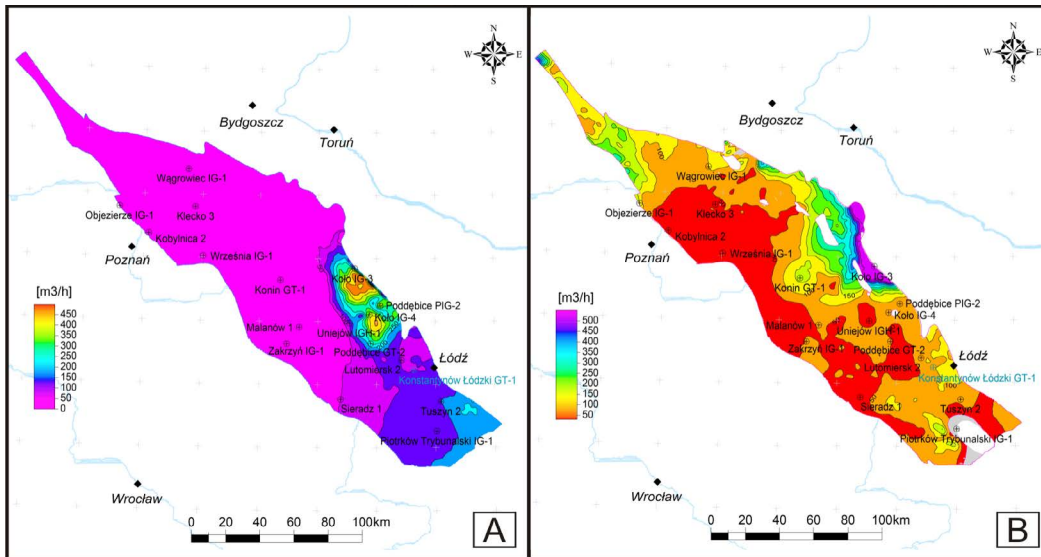 N
W E
S
Bydgoszcz
Toruń
Wągrowiec IG-1
Objezierze IG-1
Klecko 3
Kobylnica 2
Poznań
Września IG-1
Koło IG-3
Konin GT-1
[m3/h]
450
400
350
300
250
200
150
100
50
0
Poddębice PIG-2
Koło IG-4
Malanów 1
Uniejów IGH-1
Zakrzyń IG-1
Poddębice GT-2
Łódź
Lutomiersk 2
Konstantynów Łódzki GT-1
Sieradz 1
Tuszyn 2
Piotrków Trybunalski IG-1
Wrocław
0 20 40 60 80 100km
A
N
W E
S
Bydgoszcz
Toruń
100
Wągrowiec IG-1
Objezierze IG-1
Klecko 3
Kobylnica 2
Poznań
Września IG-1
Koło IG-3
Konin GT-1
150
[m3/h]
500
450
400
350
300
250
200
150
100
50
Poddębice PIG-2
Koło IG-4
Malanów 1
Uniejów IGH-1
Zakrzyń IG-1
Poddębice GT-2
Łódź
Lutomiersk 2
Konstantynów Łódzki GT-1
100
Sieradz 1
Tuszyn 2
Piotrków Trybunalski IG-1
Wrocław
0 20 40 60 80 100km
B